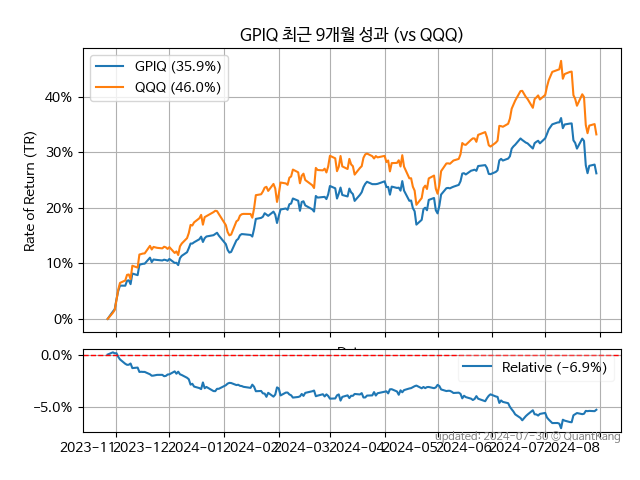 GPIQ 최근 9개월 성과 (vs QQQ)
GPIQ (35.9%)
QQQ (46.0%)
Rate of Return (TR)
40%
30%
20%
10%
0%
0.0%
−5.0%
Relative (−6.9%)
2023-11
2023-12
2024-01
2024-02
2024-03
2024-04
2024-05
2024-06
2024-07
2024-08
updated: 2024-07-30 © QuantKang